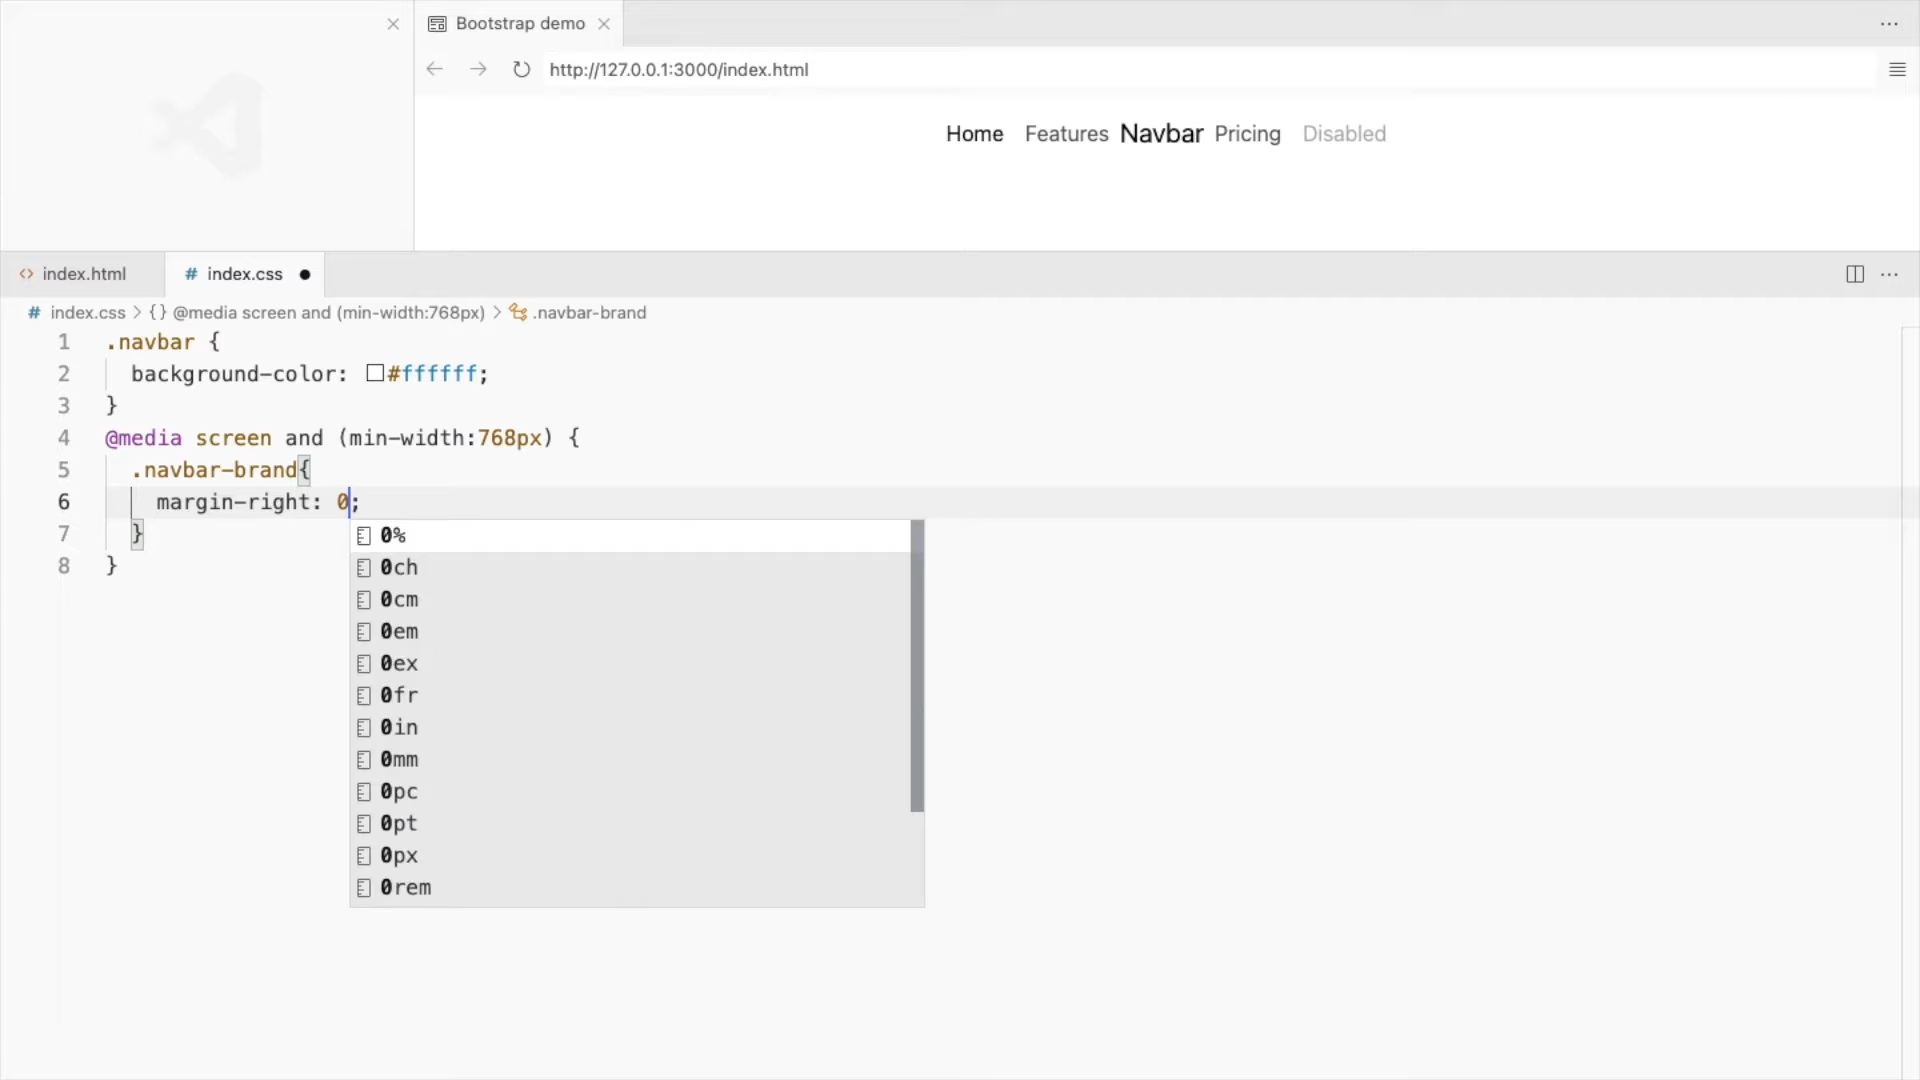 Bootstrap demo
http://127.0.0.1:3000/index.html
Home Features Navbar Pricing Disabled
index.html
# index.css
# index.css > {} @media screen and (min-width:768px) > .navbar-brand
1 .navbar {
2 background-color: #ffffff;
3 }
4 @media screen and (min-width:768px) {
5 .navbar-brand{
6 margin-right: 0;
7 }
8 }
0%
0ch
0cm
0em
0ex
0fr
0in
0mm
0pc
0pt
0px
0rem